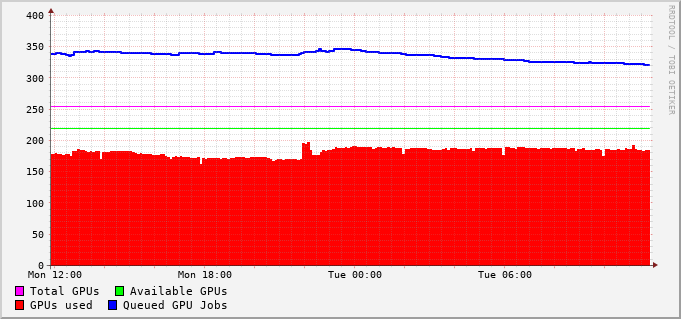 400
350
300
250
200
150
100
50
0
Mon 12:00 Mon 18:00 Tue 00:00 Tue 06:00
Total GPUs Available GPUs
GPUs used Queued GPU Jobs
RRDTOOL / TOBI OETIKER